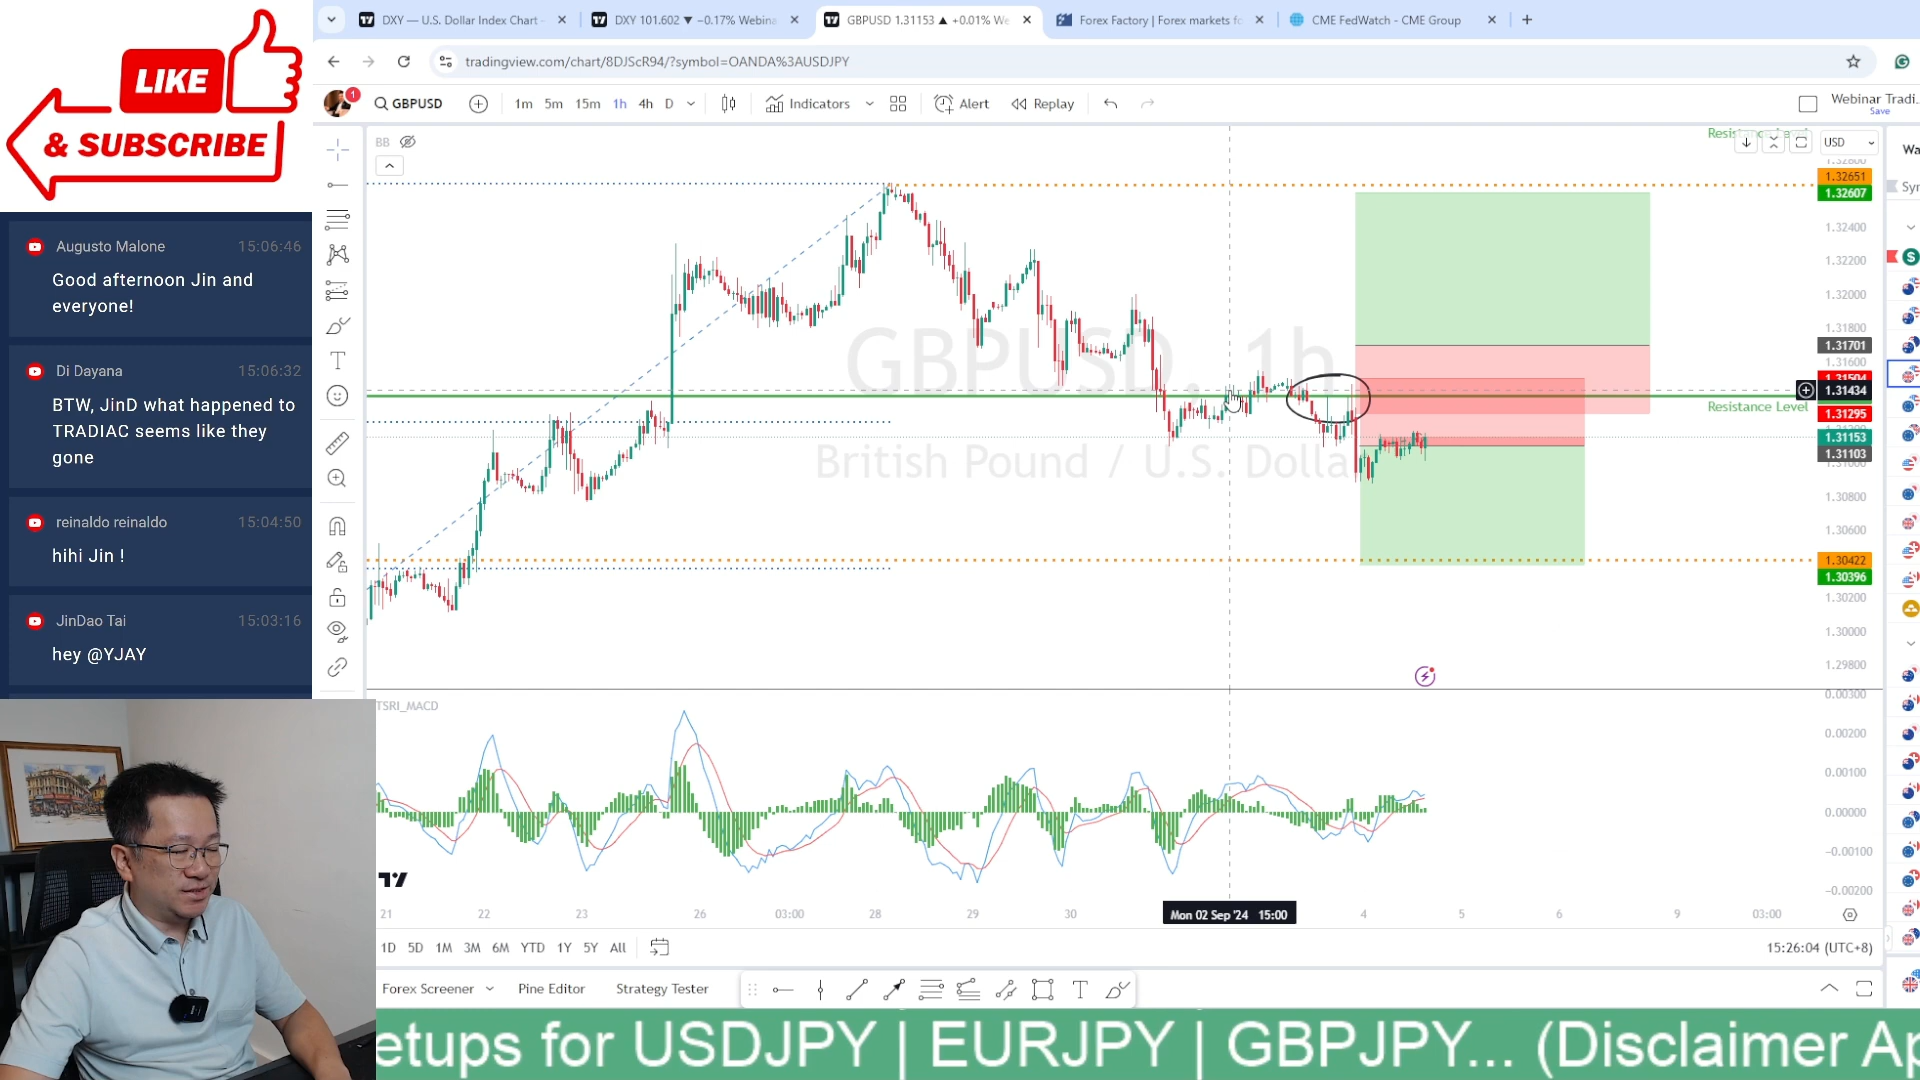 LIKE
& SUBSCRIBE
Augusto Malone 15:06:46
Good afternoon Jin and
everyone!
Di Dayana 15:06:32
BTW, JinD what happened to
TRADIAC seems like they
gone
reinaldo reinaldo 15:04:50
hihi Jin !
JinDao Tai 15:03:16
hey @YJAY
DXY — U.S. Dollar Index Chart -
DXY 101.602 ▼ −0.17% Webina
GBPUSD 1.31153 ▲ +0.01% We
Forex Factory | Forex markets fo
CME FedWatch - CME Group
tradingview.com/chart/8DJScR94/?symbol=OANDA%3AUSDJPY
1
GBPUSD
1m 5m 15m 1h 4h D
Indicators
Alert
Replay
Webinar Tradi...
Save
BB
Resistance Level
USD
Wa
Syn
GBPUSD, 1h
British Pound / U.S. Dolla
Resistance Level
1.32651
1.32607
1.32400
1.32200
1.32000
1.31800
1.31701
1.31600
1.31504
1.31434
1.31295
1.31153
1.31103
1.30800
1.30600
1.30422
1.30396
1.30200
1.30000
1.29800
TSRI_MACD
0.00300
0.00200
0.00100
0.00000
−0.00100
−0.00200
21 22 23 26 03:00 28 29 30 Mon 02 Sep '24 15:00 4 5 6 9 03:00
1D 5D 1M 3M 6M YTD 1Y 5Y All
15:26:04 (UTC+8)
Forex Screener
Pine Editor
Strategy Tester
etups for USDJPY | EURJPY | GBPJPY... (Disclaimer Ap